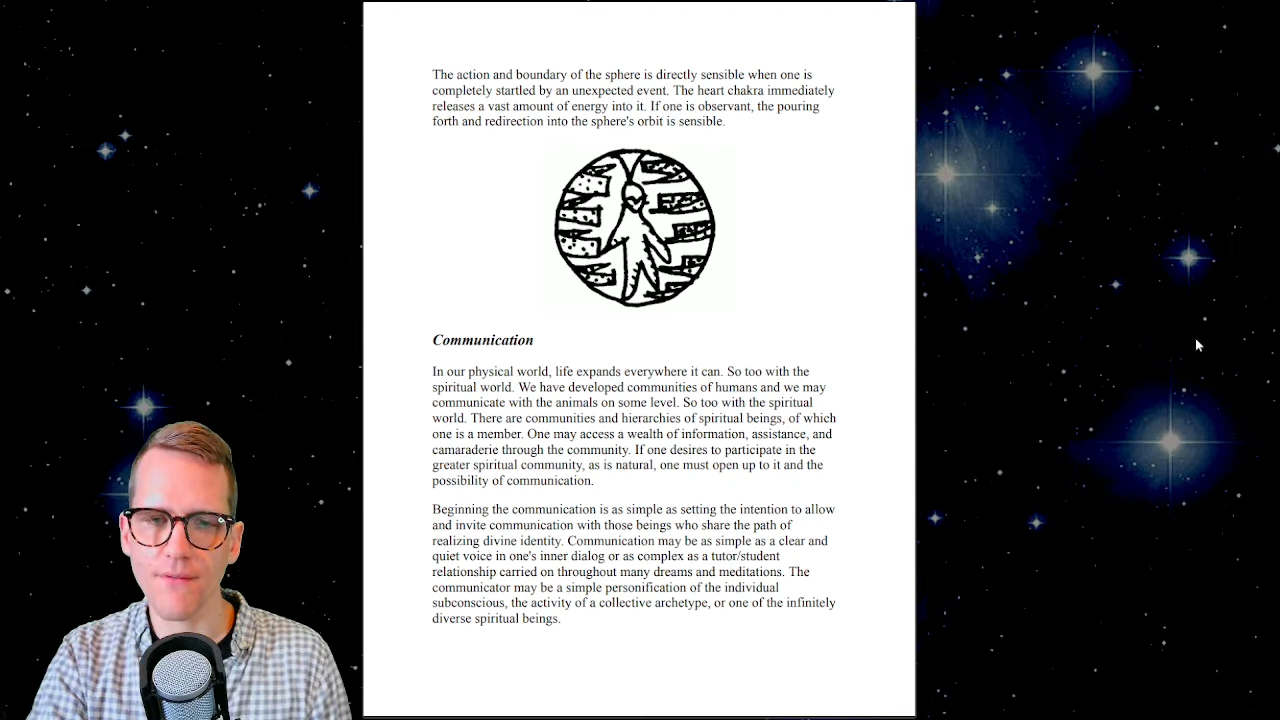 The action and boundary of the sphere is directly sensible when one is
completely startled by an unexpected event. The heart chakra immediately
releases a vast amount of energy into it. If one is observant, the pouring
forth and redirection into the sphere's orbit is sensible.
Communication
In our physical world, life expands everywhere it can. So too with the
spiritual world. We have developed communities of humans and we may
communicate with the animals on some level. So too with the spiritual
world. There are communities and hierarchies of spiritual beings, of which
one is a member. One may access a wealth of information, assistance, and
camaraderie through the community. If one desires to participate in the
greater spiritual community, as is natural, one must open up to it and the
possibility of communication.
Beginning the communication is as simple as setting the intention to allow
and invite communication with those beings who share the path of
realizing divine identity. Communication may be as simple as a clear and
quiet voice in one's inner dialog or as complex as a tutor/student
relationship carried on throughout many dreams and meditations. The
communicator may be a simple personification of the individual
subconscious, the activity of a collective archetype, or one of the infinitely
diverse spiritual beings.